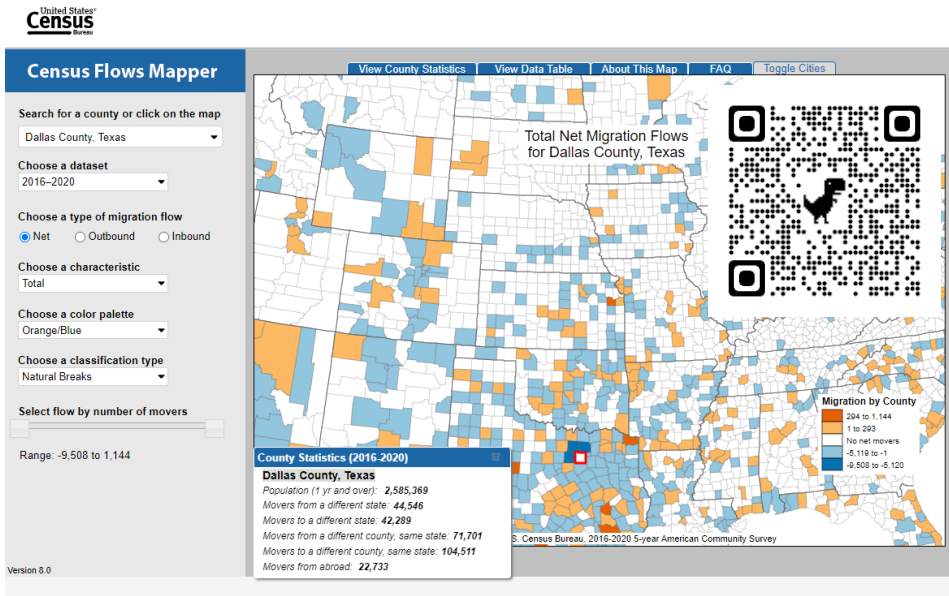 United States®
Census
Bureau
Census Flows Mapper
View County Statistics
View Data Table
About This Map
FAQ
Toggle Cities
Search for a county or click on the map
Dallas County, Texas
Choose a dataset
2016–2020
Choose a type of migration flow
Net
Outbound
Inbound
Choose a characteristic
Total
Choose a color palette
Orange/Blue
Choose a classification type
Natural Breaks
Select flow by number of movers
Range: -9,508 to 1,144
Version 8.0
Total Net Migration Flows
for Dallas County, Texas
Migration by County
294 to 1,144
1 to 293
No net movers
-5,119 to -1
-9,508 to -5,120
County Statistics (2016-2020)
Dallas County, Texas
Population (1 yr and over): 2,585,369
Movers from a different state: 44,546
Movers to a different state: 42,289
Movers from a different county, same state: 71,701
Movers to a different county, same state: 104,511
Movers from abroad: 22,733
S. Census Bureau, 2016-2020 5-year American Community Survey